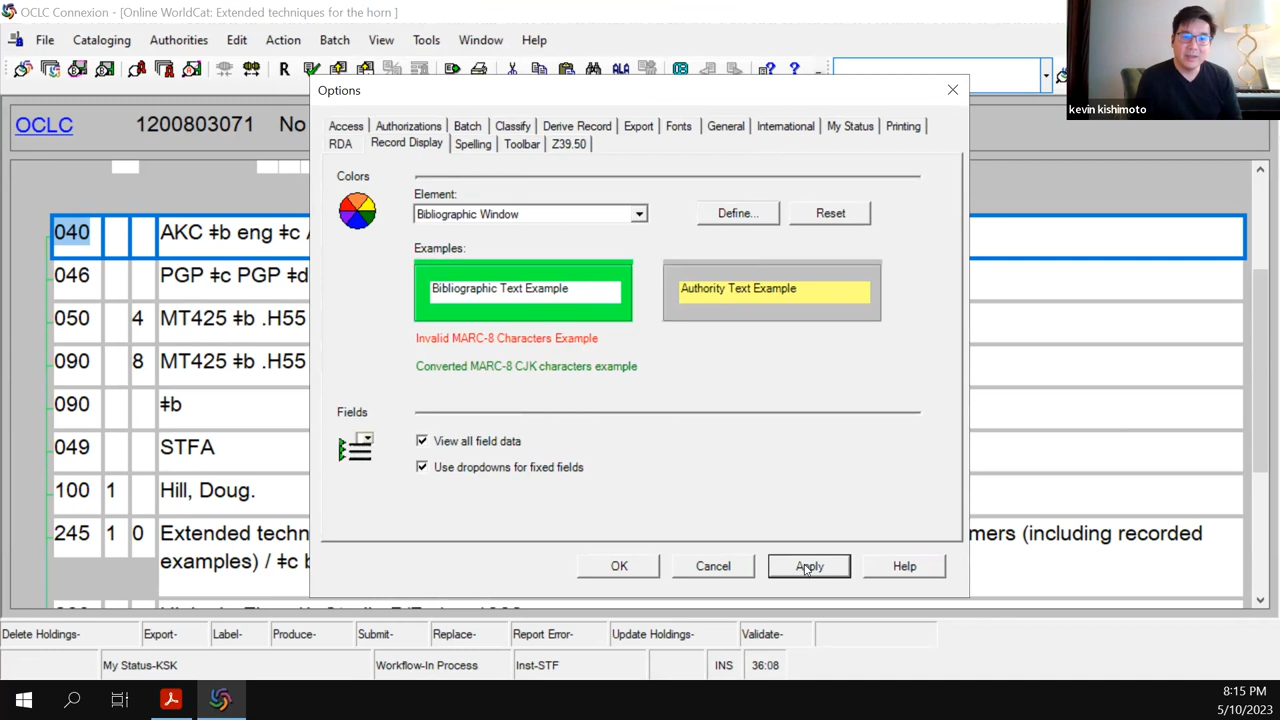 OCLC Connexion - [Online WorldCat: Extended techniques for the horn ]
kevin kishimoto
File Cataloging Authorities Edit Action Batch View Tools Window Help
R
Options
OCLC 1200803071 No
Access Authorizations Batch Classify Derive Record Export Fonts General International My Status Printing
RDA Record Display Spelling Toolbar Z39.50
Colors
Element:
Bibliographic Window
Define...
Reset
Examples:
Bibliographic Text Example
Authority Text Example
Invalid MARC-8 Characters Example
Converted MARC-8 CJK characters example
Fields
View all field data
Use dropdowns for fixed fields
OK Cancel Apply Help
040 AKC ǂb eng ǂc
046 PGP ǂc PGP ǂd
050 4 MT425 ǂb .H55
090 8 MT425 ǂb .H55
090 ǂb
049 STFA
100 1 Hill, Doug.
245 1 0 Extended techn mers (including recorded
examples) / ǂc b
Delete Holdings- Export- Label- Produce- Submit- Replace- Report Error- Update Holdings- Validate-
My Status-KSK Workflow-In Process Inst-STF INS 36:08
8:15 PM
5/10/2023